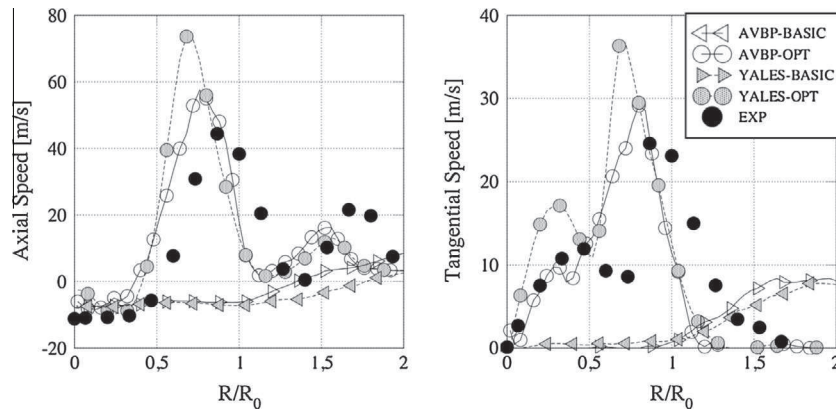 80
60
40
20
0
-20
Axial Speed [m/s]
0
0,5
1
1,5
2
R/R0
40
30
20
10
0
Tangential Speed [m/s]
0
0,5
1
1,5
2
R/R0
AVBP-BASIC
AVBP-OPT
YALES-BASIC
YALES-OPT
EXP